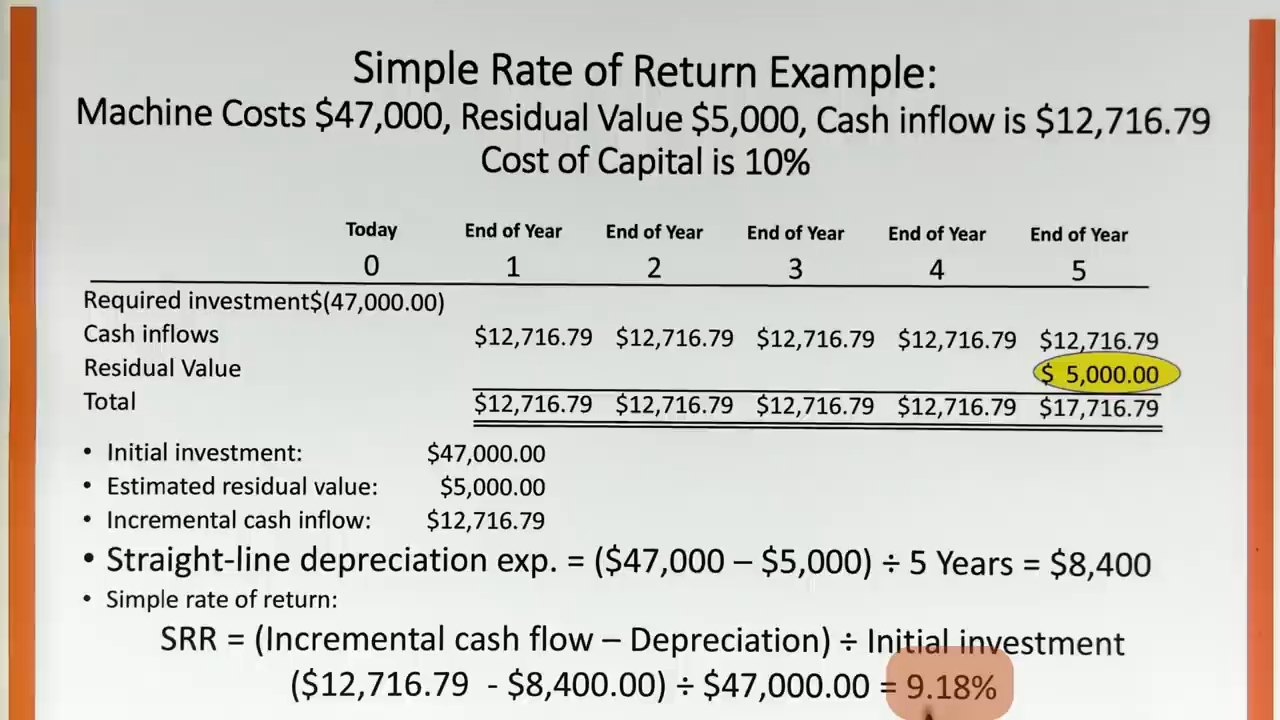 Simple Rate of Return Example:
Machine Costs $47,000, Residual Value $5,000, Cash inflow is $12,716.79
Cost of Capital is 10%
Today End of Year End of Year End of Year End of Year End of Year
0 1 2 3 4 5
Required investment$(47,000.00)
Cash inflows $12,716.79 $12,716.79 $12,716.79 $12,716.79 $12,716.79
Residual Value $ 5,000.00
Total $12,716.79 $12,716.79 $12,716.79 $12,716.79 $17,716.79
• Initial investment: $47,000.00
• Estimated residual value: $5,000.00
• Incremental cash inflow: $12,716.79
• Straight-line depreciation exp. = ($47,000 – $5,000) ÷ 5 Years = $8,400
• Simple rate of return:
SRR = (Incremental cash flow – Depreciation) ÷ Initial investment
($12,716.79 - $8,400.00) ÷ $47,000.00 = 9.18%